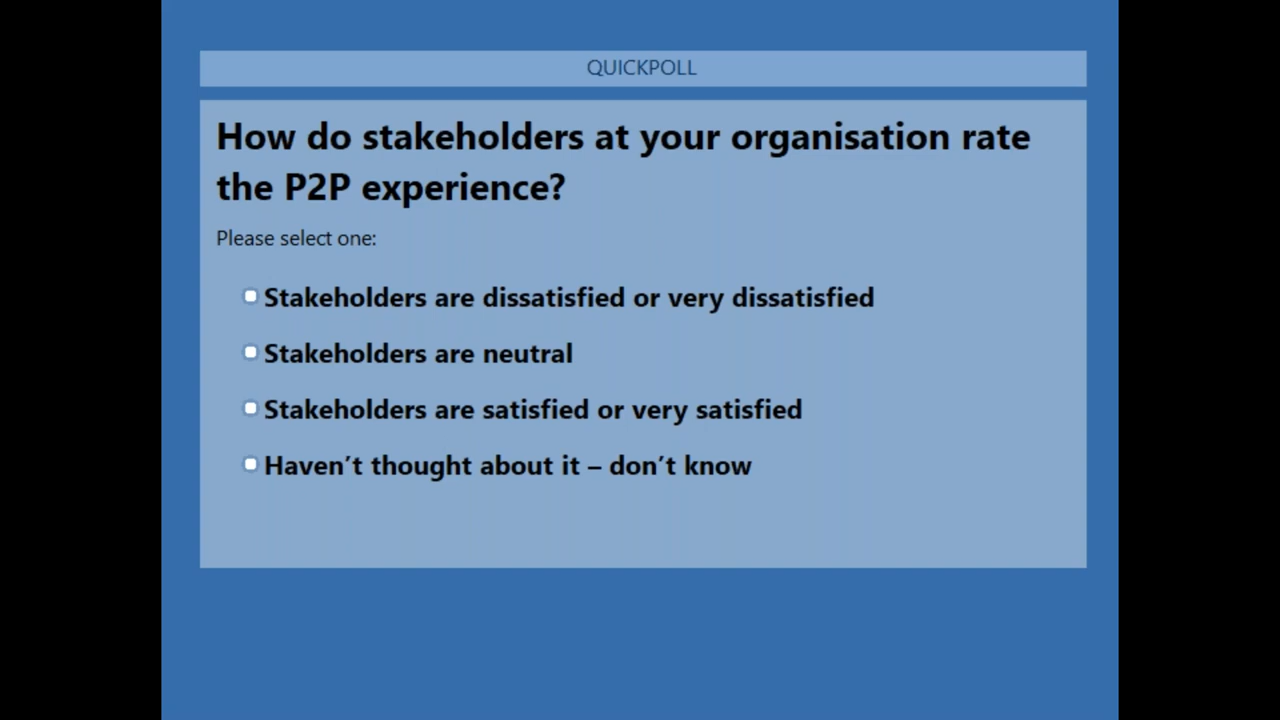 QUICKPOLL
How do stakeholders at your organisation rate
the P2P experience?
Please select one:
Stakeholders are dissatisfied or very dissatisfied
Stakeholders are neutral
Stakeholders are satisfied or very satisfied
Haven’t thought about it – don’t know